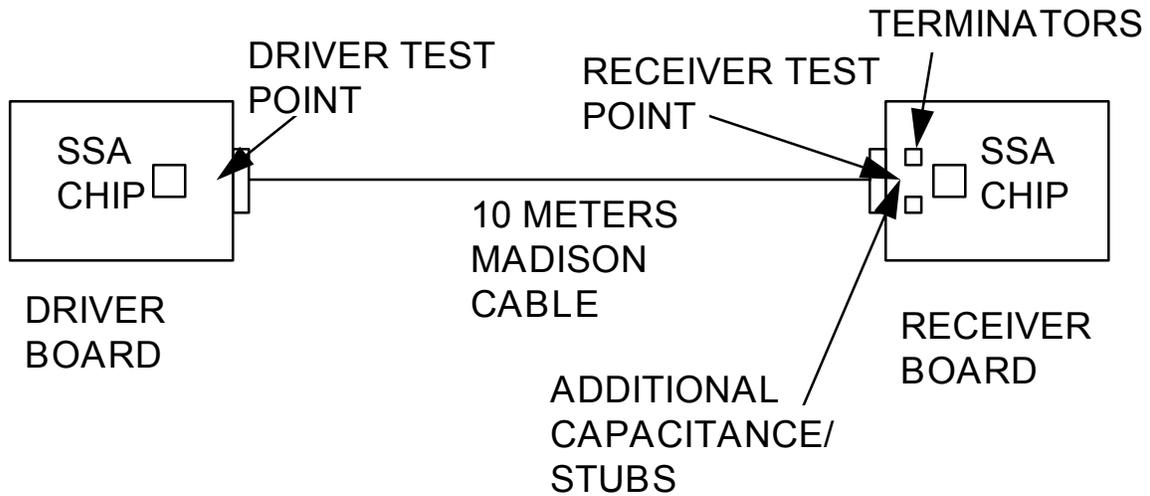 TERMINATORS
DRIVER TEST
POINT
RECEIVER TEST
POINT
SSA
CHIP
SSA
CHIP
10 METERS
MADISON
CABLE
DRIVER
BOARD
RECEIVER
BOARD
ADDITIONAL
CAPACITANCE/
STUBS